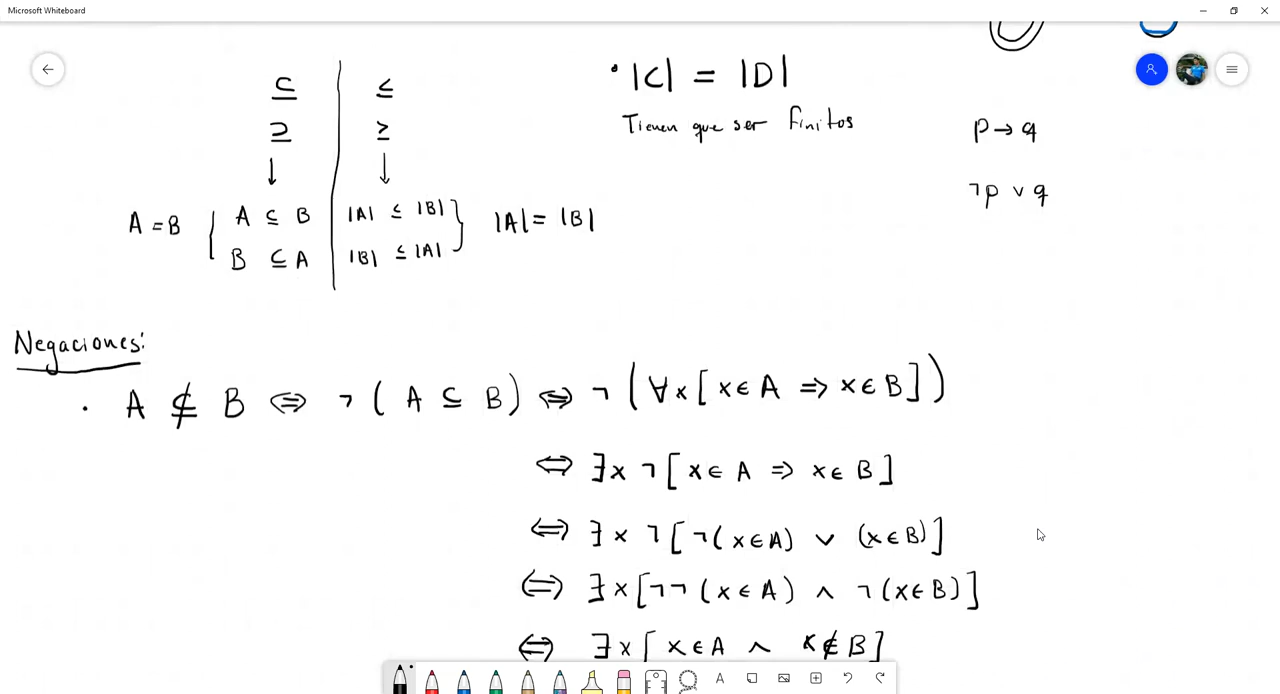 Microsoft Whiteboard
⊆ | ≤
⊇ | ≥
↓ | ↓
A = B { A ⊆ B | |A| ≤ |B| } |A| = |B|
B ⊆ A | |B| ≤ |A|
• |C| = |D|
Tienen que ser finitos
p → q
¬p ∨ q
Negaciones:
• A ⊈ B ⇔ ¬ ( A ⊆ B ) ⇔ ¬ ( ∀x [ x ∈ A ⇒ x ∈ B ] )
⇔ ∃x ¬ [ x ∈ A ⇒ x ∈ B ]
⇔ ∃x ¬ [ ¬ ( x ∈ A ) ∨ ( x ∈ B ) ]
⇔ ∃x [ ¬¬ ( x ∈ A ) ∧ ¬ ( x ∈ B ) ]
⇔ ∃x [ x ∈ A ∧ x ∉ B ]